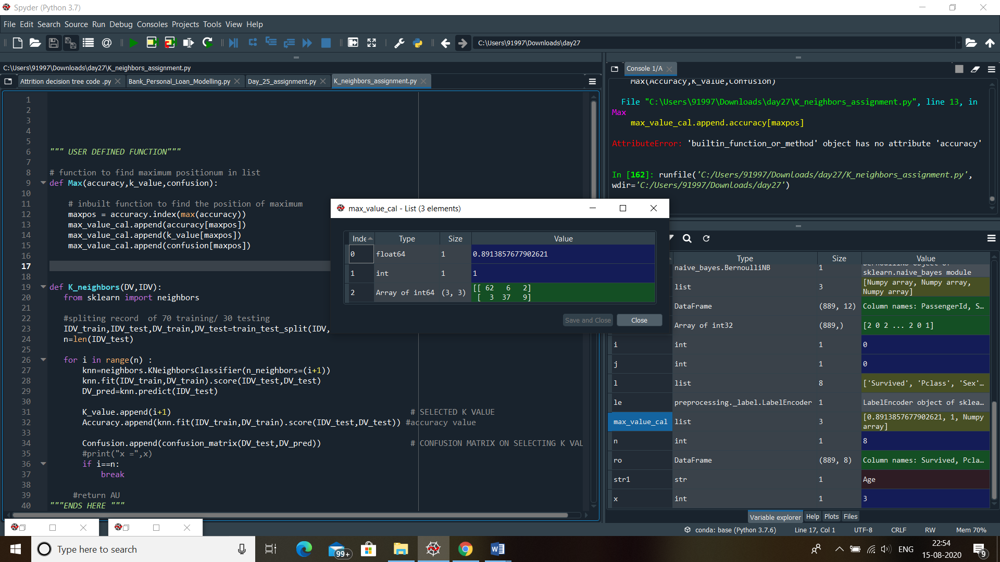 Spyder (Python 3.7)
File Edit Search Source Run Debug Consoles Projects Tools View Help
C:\Users\91997\Downloads\day27
C:\Users\91997\Downloads\day27\K_neighbors_assignment.py
Attrition decision tree code .py
Bank_Personal_Loan_Modelling.py
Day_25_assignment.py
K_neighbors_assignment.py
1
2
3
4
5
6 """ USER DEFINED FUNCTION"""
7
8 # function to find maximum positionum in list
9 def Max(accuracy,k_value,confusion):
10
11 # inbuilt function to find the position of maximum
12 maxpos = accuracy.index(max(accuracy))
13 max_value_cal.append(accuracy[maxpos])
14 max_value_cal.append(k_value[maxpos])
15 max_value_cal.append(confusion[maxpos])
16
17
18
19 def K_neighbors(DV,IDV):
20 from sklearn import neighbors
21
22 #spliting record of 70 training/ 30 testing
23 IDV_train,IDV_test,DV_train,DV_test=train_test_split(IDV,
24 n=len(IDV_test)
25
26 for i in range(n) :
27 knn=neighbors.KNeighborsClassifier(n_neighbors=(i+1))
28 knn.fit(IDV_train,DV_train).score(IDV_test,DV_test)
29 DV_pred=knn.predict(IDV_test)
30
31 K_value.append(i+1) # SELECTED K VALUE
32 Accuracy.append(knn.fit(IDV_train,DV_train).score(IDV_test,DV_test)) #accuracy value
33
34 Confusion.append(confusion_matrix(DV_test,DV_pred)) # CONFUSION MATRIX ON SELECTING K VAL
35 #print("x =",x)
36 if i==n:
37 break
38
39 #return AU
40 """ENDS HERE """
max_value_cal - List (3 elements)
Inde Type Size Value
0 float64 1 0.8913857677902621
1 int 1 1
2 Array of int64 (3, 3) [[ 62 6 2]
[ 3 37 9]
Save and Close Close
Console 1/A
Max(Accuracy,K_value,Confusion)
File "C:\Users\91997\Downloads\day27\K_neighbors_assignment.py", line 13, in
Max
max_value_cal.append.accuracy[maxpos]
AttributeError: 'builtin_function_or_method' object has no attribute 'accuracy'
In [162]: runfile('C:/Users/91997/Downloads/day27/K_neighbors_assignment.py',
wdir='C:/Users/91997/Downloads/day27')
Type Size Value
naive_bayes.BernoulliNB 1 BernoulliNB object of
sklearn.naive_bayes module
list 3 [Numpy array, Numpy array,
Numpy array]
DataFrame (889, 12) Column names: PassengerId, S...
Array of int32 (889,) [2 0 2 ... 2 0 1]
i int 1 0
j int 1 0
l list 8 ['Survived', 'Pclass', 'Sex'...
le preprocessing._label.LabelEncoder 1 LabelEncoder object of sklea...
max_value_cal list 3 [0.8913857677902621, 1, Numpy
array]
n int 1 8
ro DataFrame (889, 8) Column names: Survived, Pcla...
str1 str 1 Age
x int 1 3
Variable explorer Help Plots Files
conda: base (Python 3.7.6) Line 17, Col 1 UTF-8 CRLF RW Mem 70%
Type here to search
99+
ENG
22:54
15-08-2020
9